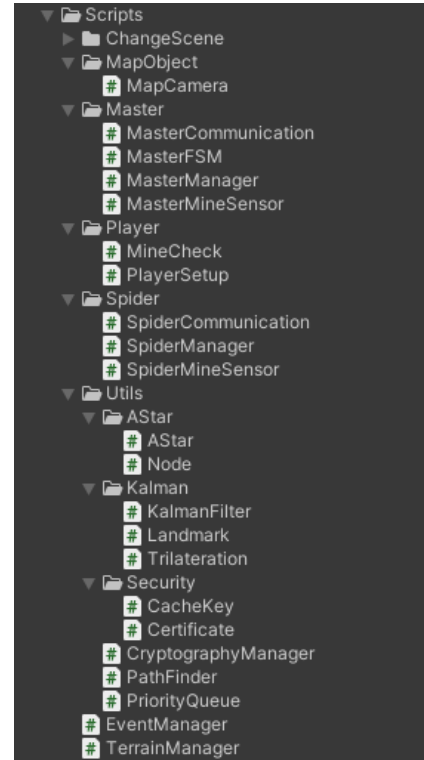 Scripts
ChangeScene
MapObject
MapCamera
Master
MasterCommunication
MasterFSM
MasterManager
MasterMineSensor
Player
MineCheck
PlayerSetup
Spider
SpiderCommunication
SpiderManager
SpiderMineSensor
Utils
AStar
AStar
Node
Kalman
KalmanFilter
Landmark
Trilateration
Security
CacheKey
Certificate
CryptographyManager
PathFinder
PriorityQueue
EventManager
TerrainManager